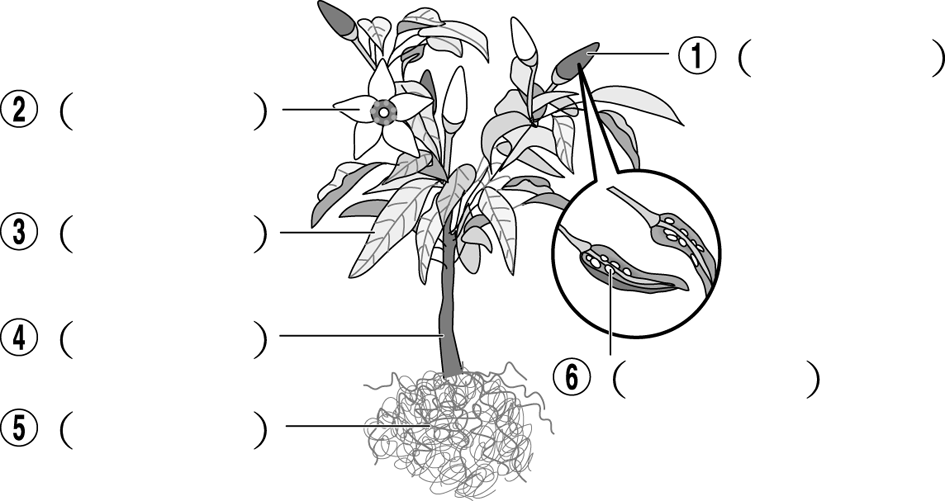 ① (　　　　　)
② (　　　　　)
③ (　　　　　)
④ (　　　　　)
⑥ (　　　　　)
⑤ (　　　　　)